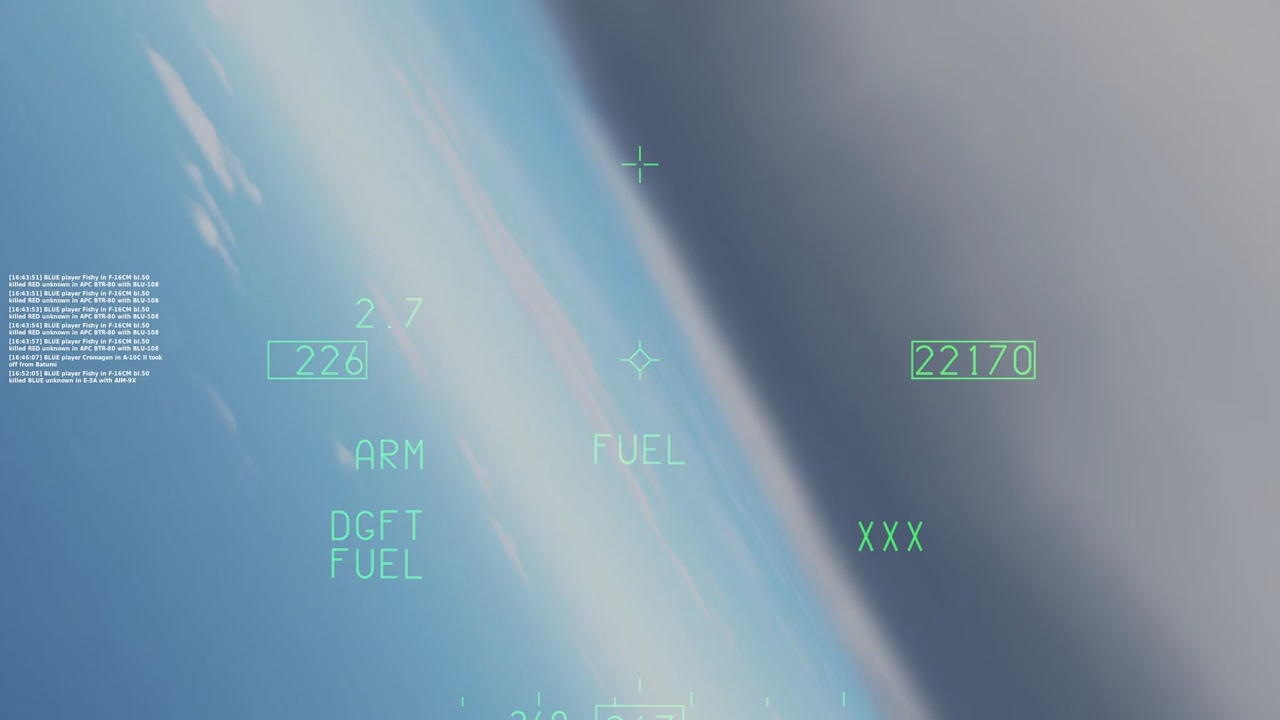 [16:43:51] BLUE player Fishy in F-16CM bl.50
killed RED unknown in APC BTR-80 with BLU-108
[16:43:51] BLUE player Fishy in F-16CM bl.50
killed RED unknown in APC BTR-80 with BLU-108
[16:43:53] BLUE player Fishy in F-16CM bl.50
killed RED unknown in APC BTR-80 with BLU-108
[16:43:54] BLUE player Fishy in F-16CM bl.50
killed RED unknown in APC BTR-80 with BLU-108
[16:43:57] BLUE player Fishy in F-16CM bl.50
killed RED unknown in APC BTR-80 with BLU-108
[16:46:07] BLUE player Cromagen in A-10C II took
off from Batumi
[16:52:05] BLUE player Fishy in F-16CM bl.50
killed BLUE unknown in E-3A with AIM-9X
2.7
226
22170
ARM
FUEL
DGFT
FUEL
XXX